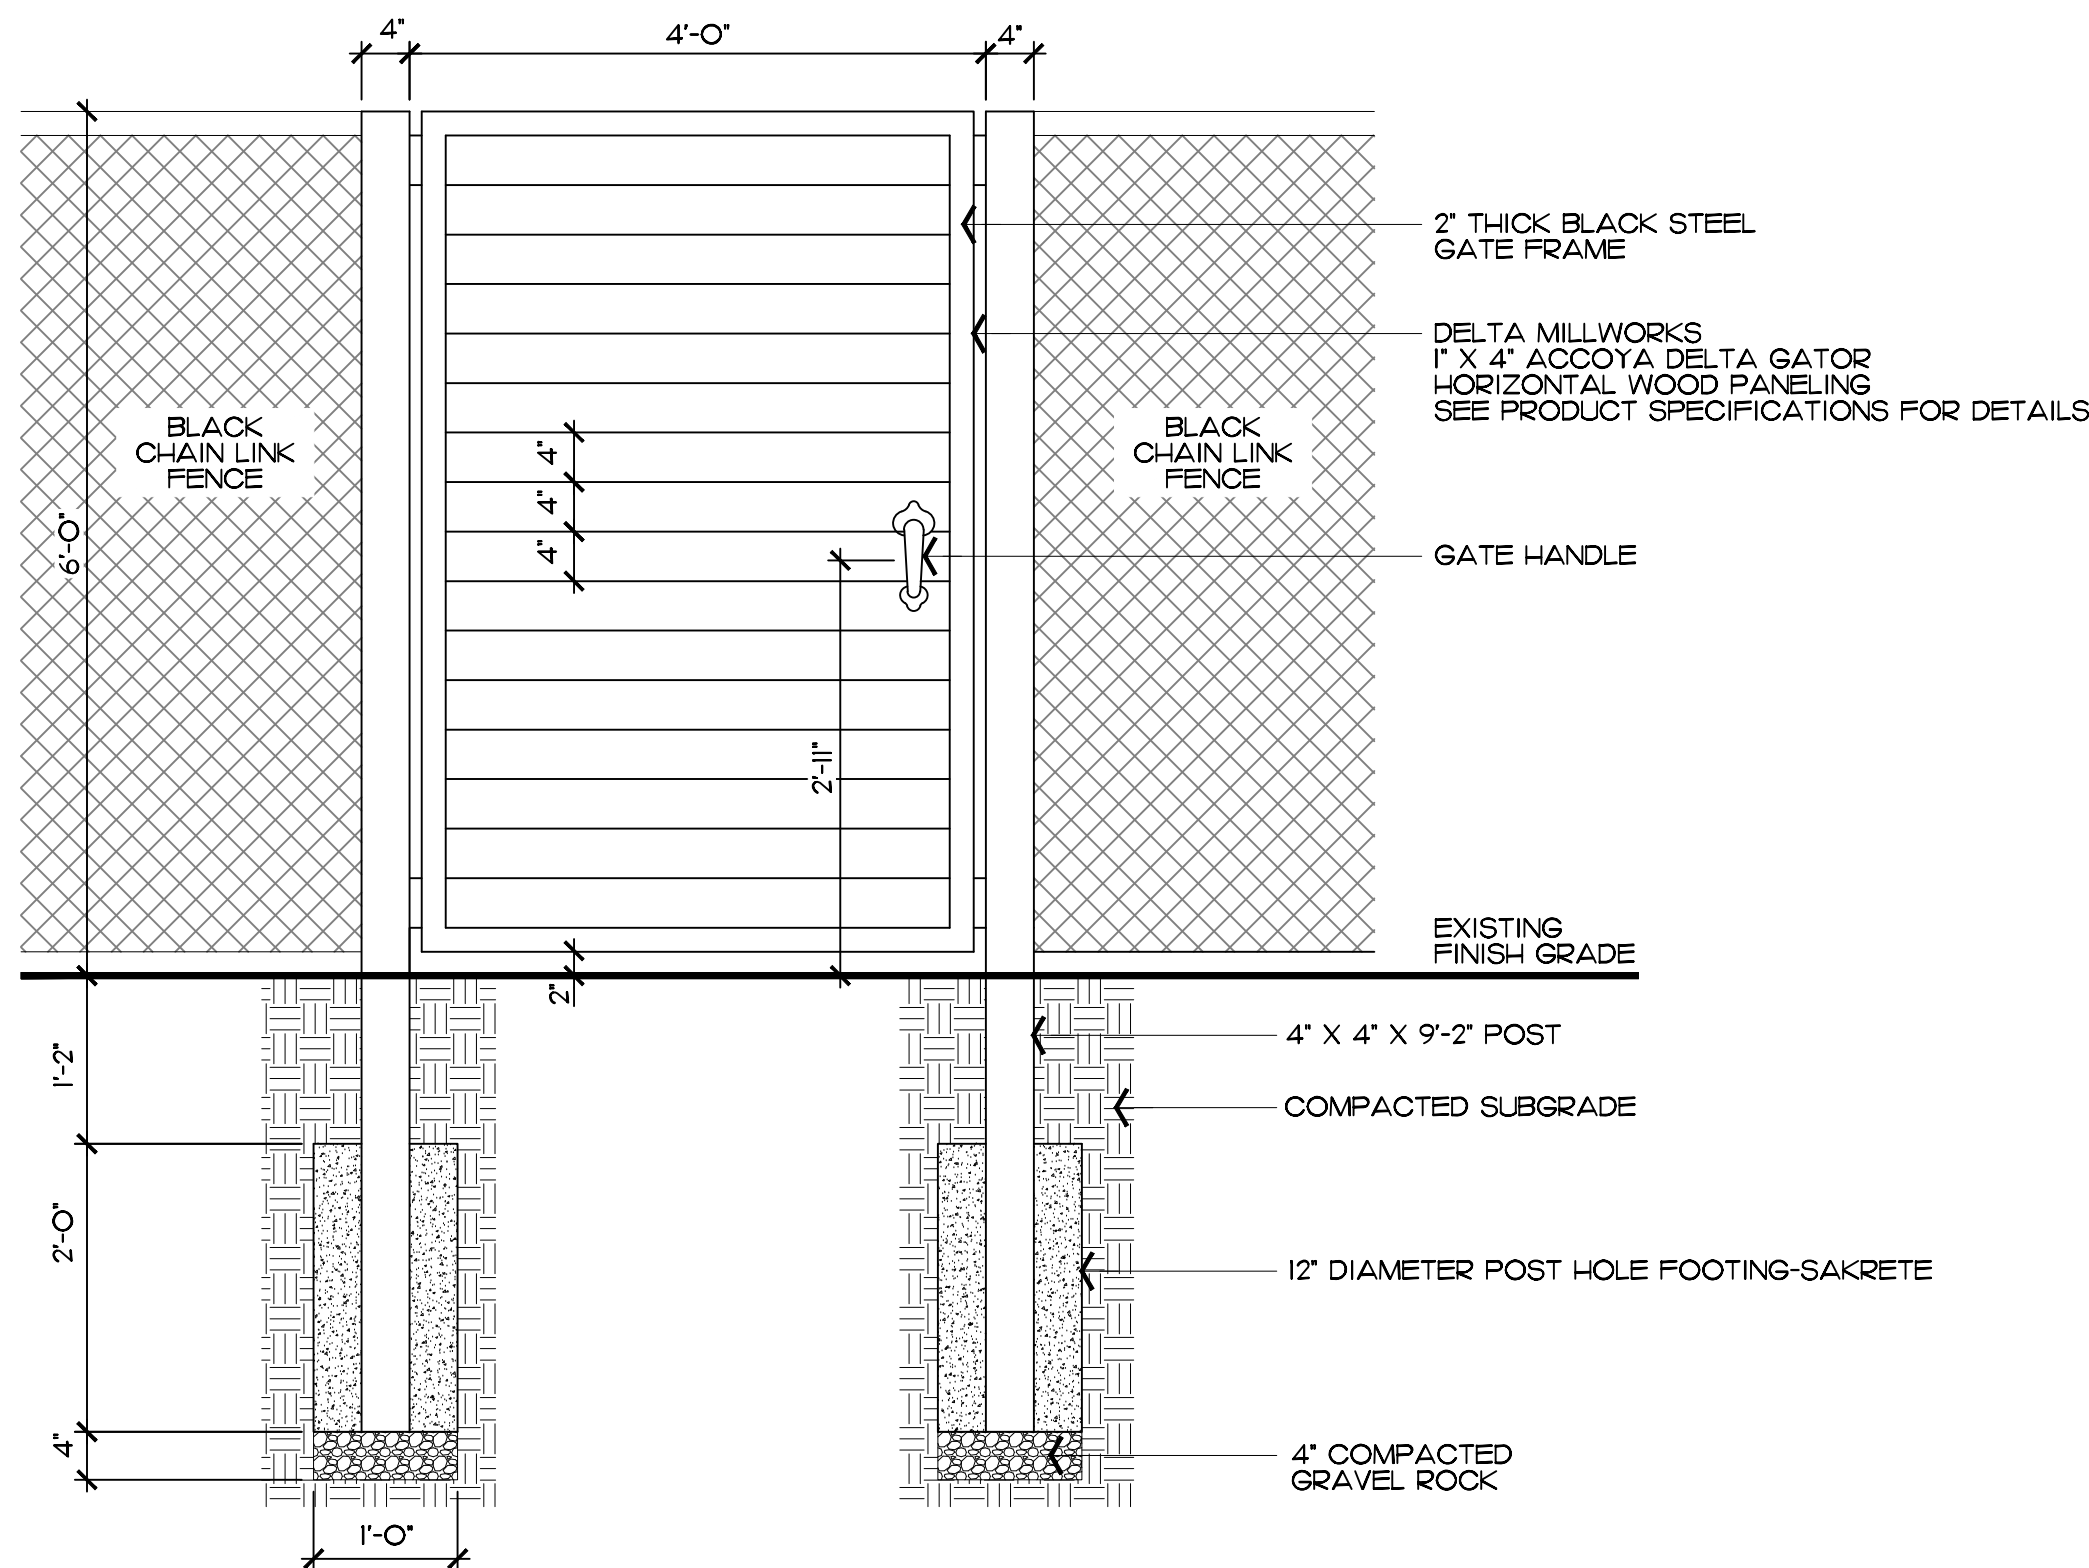 4"
4'-0"
4"
2" THICK BLACK STEEL
GATE FRAME
DELTA MILLWORKS
1" X 4" ACCOYA DELTA GATOR
HORIZONTAL WOOD PANELING
SEE PRODUCT SPECIFICATIONS FOR DETAILS
BLACK
CHAIN LINK
FENCE
BLACK
CHAIN LINK
FENCE
4"
4"
4"
6'-0"
GATE HANDLE
2'-11"
EXISTING
FINISH GRADE
2"
4" X 4" X 9'-2" POST
1'-2"
COMPACTED SUBGRADE
2'-0"
12" DIAMETER POST HOLE FOOTING-SAKRETE
4"
4" COMPACTED
GRAVEL ROCK
1'-0"